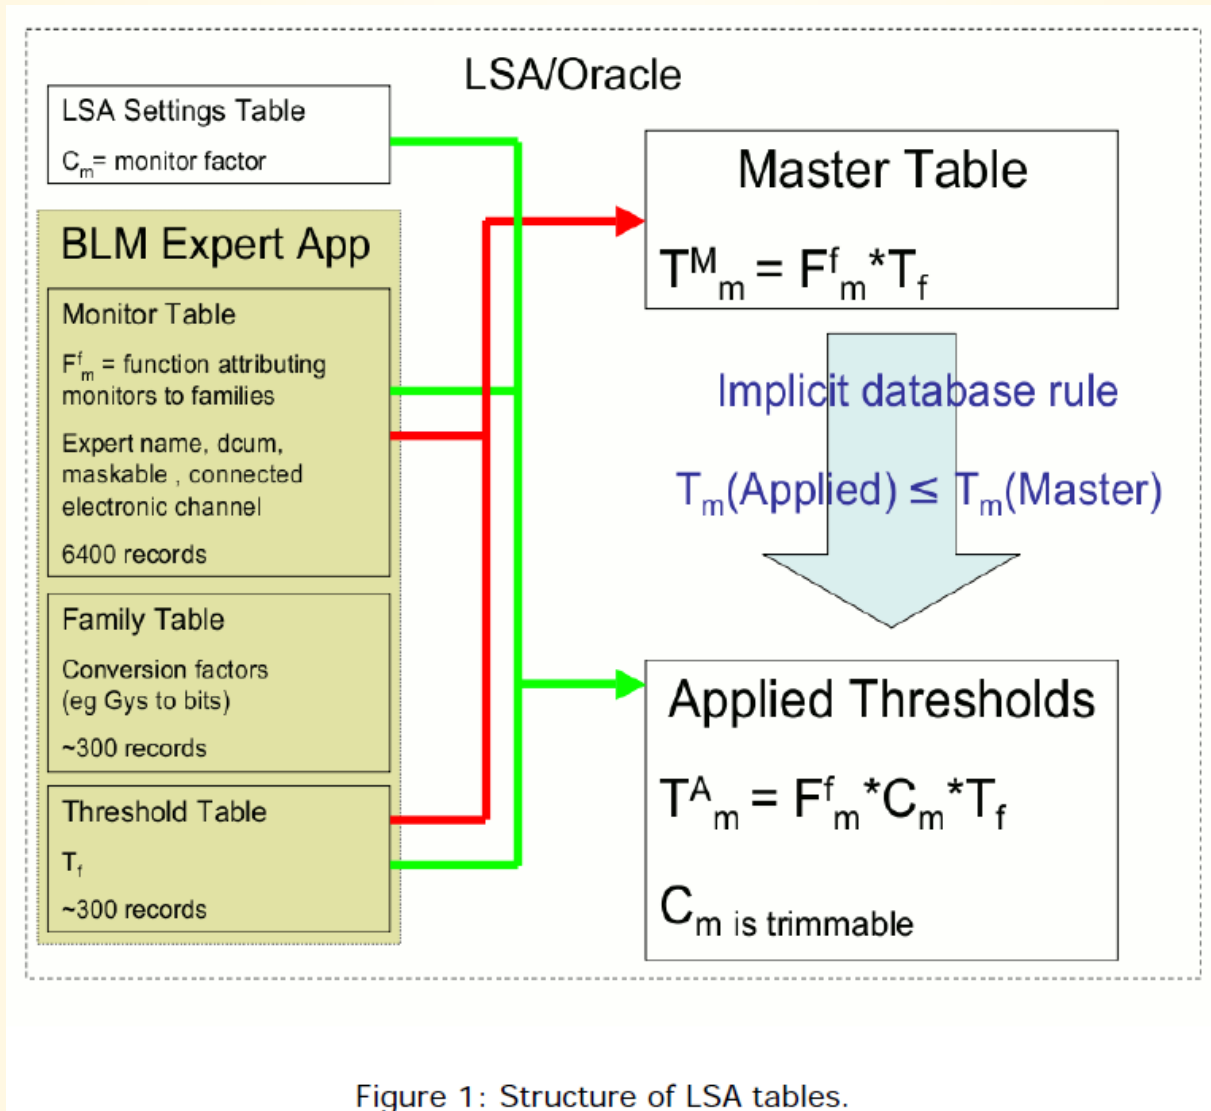 LSA/Oracle
LSA Settings Table
Cm= monitor factor
BLM Expert App
Monitor Table
Ffm = function attributing
monitors to families
Expert name, dcum,
maskable , connected
electronic channel
6400 records
Family Table
Conversion factors
(eg Gys to bits)
~300 records
Threshold Table
Tf
~300 records
Master Table
TMm = Ffm*Tf
Implicit database rule
Tm(Applied) ≤ Tm(Master)
Applied Thresholds
TAm = Ffm*Cm*Tf
Cm is trimmable
Figure 1: Structure of LSA tables.